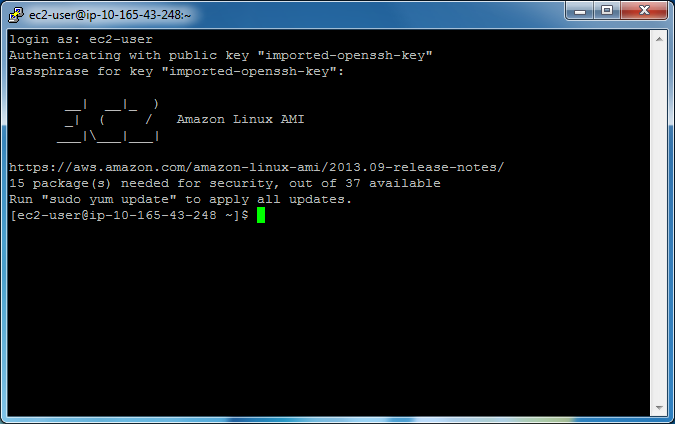 ec2-user@ip-10-165-43-248:~
login as: ec2-user
Authenticating with public key "imported-openssh-key"
Passphrase for key "imported-openssh-key":
       __|  __|_  )
       _|  (     /   Amazon Linux AMI
      ___|\___|___|
https://aws.amazon.com/amazon-linux-ami/2013.09-release-notes/
15 package(s) needed for security, out of 37 available
Run "sudo yum update" to apply all updates.
[ec2-user@ip-10-165-43-248 ~]$